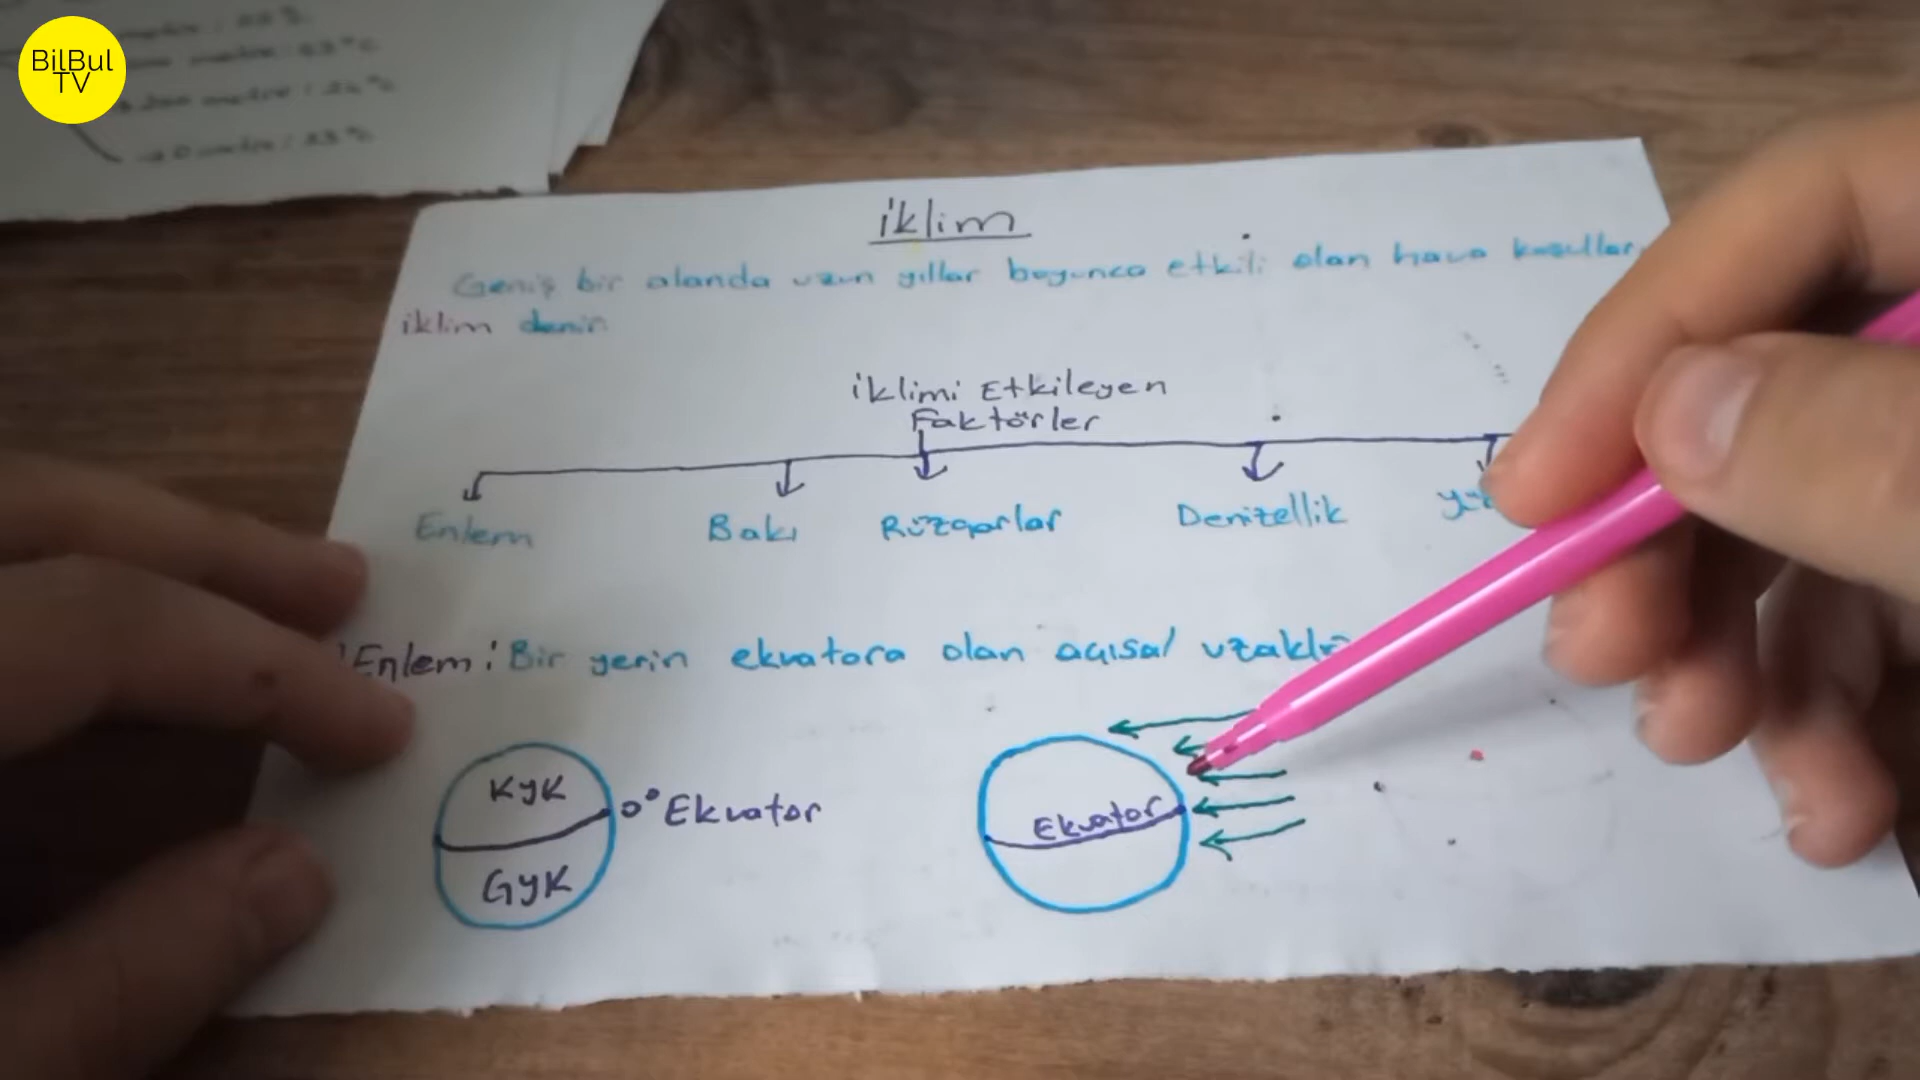 BilBul
TV
iklim
Geniş bir alanda uzun yıllar boyunca etkili olan hava koşulları
iklim denir
iklimi Etkileyen
Faktörler
Enlem Bakı Rüzgarlar Denizellik
Enlem: Bir yerin ekvatora olan açısal
KYK
0° Ekvator
GYK
Ekvator